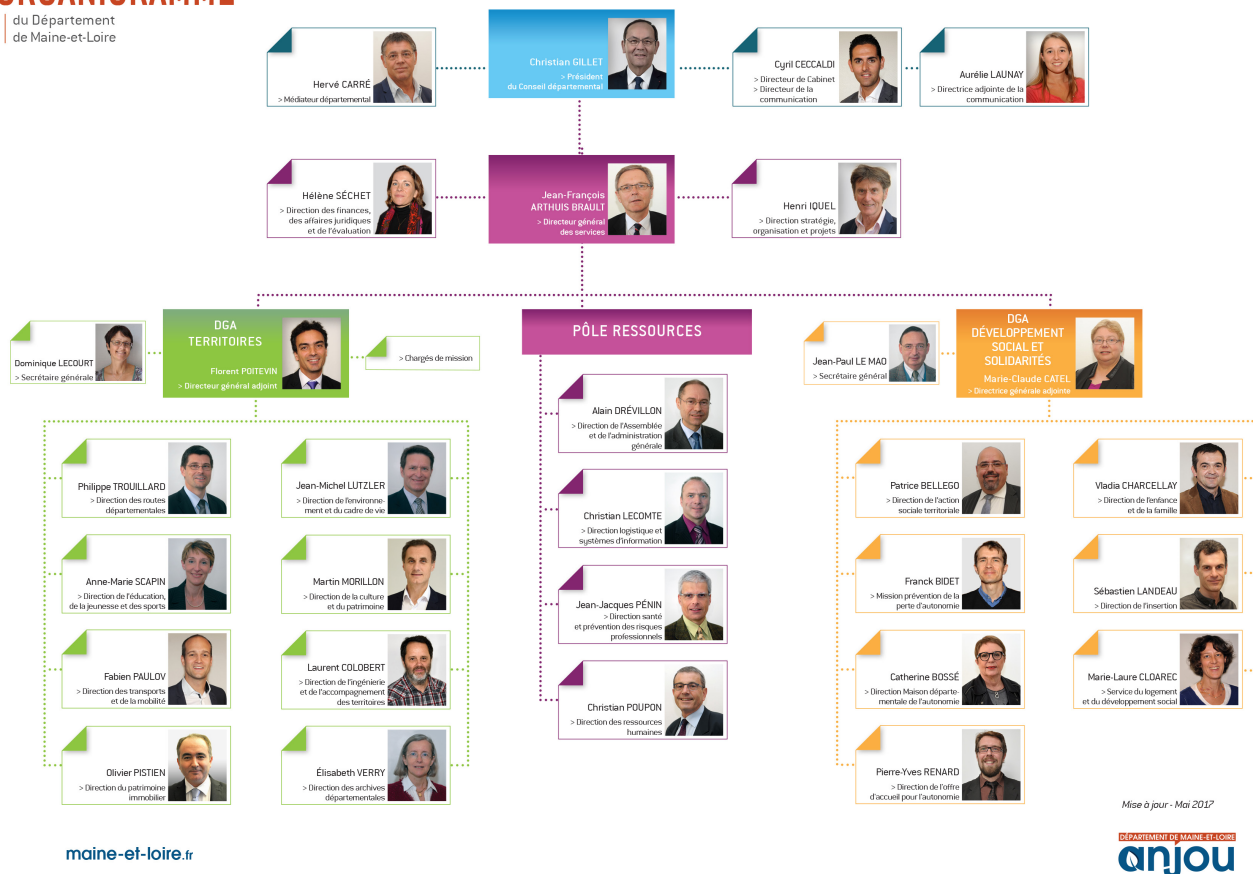 ORGANIGRAMME
du Département
de Maine-et-Loire
Hervé CARRÉ
> Médiateur départemental
Christian GILLET
> Président
du Conseil départemental
Cyril CECCALDI
> Directeur de Cabinet
> Directeur de la
communication
Aurélie LAUNAY
> Directrice adjointe de la
communication
Hélène SÉCHET
> Direction des finances,
des affaires juridiques
et de l'évaluation
Jean-François
ARTHUIS BRAULT
> Directeur général
des services
Henri IQUEL
> Direction stratégie,
organisation et projets
Dominique LECOURT
> Secrétaire générale
DGA
TERRITOIRES
Florent POITEVIN
> Directeur général adjoint
> Chargés de mission
PÔLE RESSOURCES
Jean-Paul LE MAO
> Secrétaire général
DGA
DÉVELOPPEMENT
SOCIAL ET
SOLIDARITÉS
Marie-Claude CATEL
> Directrice générale adjointe
Philippe TROUILLARD
> Direction des routes
départementales
Jean-Michel LUTZLER
> Direction de l'environne-
ment et du cadre de vie
Anne-Marie SCAPIN
> Direction de l'éducation,
de la jeunesse et des sports
Martin MORILLON
> Direction de la culture
et du patrimoine
Fabien PAULOV
> Direction des transports
et de la mobilité
Laurent COLOBERT
> Direction de l'ingénierie
et de l'accompagnement
des territoires
Olivier PISTIEN
> Direction du patrimoine
immobilier
Élisabeth VERRY
> Direction des archives
départementales
Alain DRÉVILLON
> Direction de l'Assemblée
et de l'administration
générale
Christian LECOMTE
> Direction logistique et
systèmes d'information
Jean-Jacques PÉNIN
> Direction santé
et prévention des risques
professionnels
Christian POUPON
> Direction des ressources
humaines
Patrice BELLEGO
> Direction de l'action
sociale territoriale
Vladia CHARCELLAY
> Direction de l'enfance
et de la famille
Franck BIDET
> Mission prévention de la
perte d'autonomie
Sébastien LANDEAU
> Direction de l'insertion
Catherine BOSSÉ
> Direction Maison départe-
mentale de l'autonomie
Marie-Laure CLOAREC
> Service du logement
et du développement social
Pierre-Yves RENARD
> Direction de l'offre
d'accueil pour l'autonomie
Mise à jour - Mai 2017
maine-et-loire.fr
DÉPARTEMENT DE MAINE-ET-LOIRE
anjou